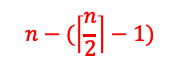 n − (⌈n/2⌉ − 1)